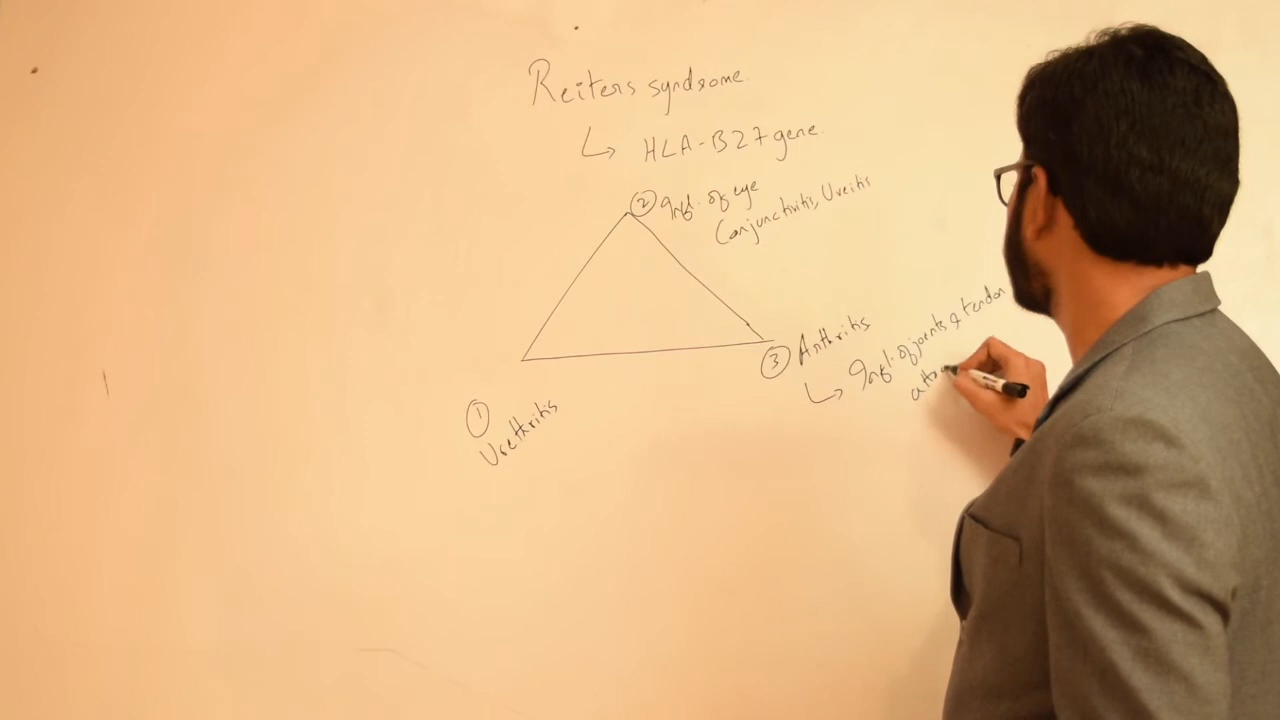 Reiters syndrome.
↳ HLA-B27 gene.
② Infl. of eye
Conjunctivitis, Uveitis
③ Arthritis
↳ Infl. of joints & tendon
atta
① Urethritis